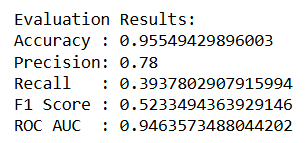 Evaluation Results:
Accuracy : 0.95549429896003
Precision: 0.78
Recall   : 0.3937802907915994
F1 Score : 0.5233494363929146
ROC AUC  : 0.9463573488044202